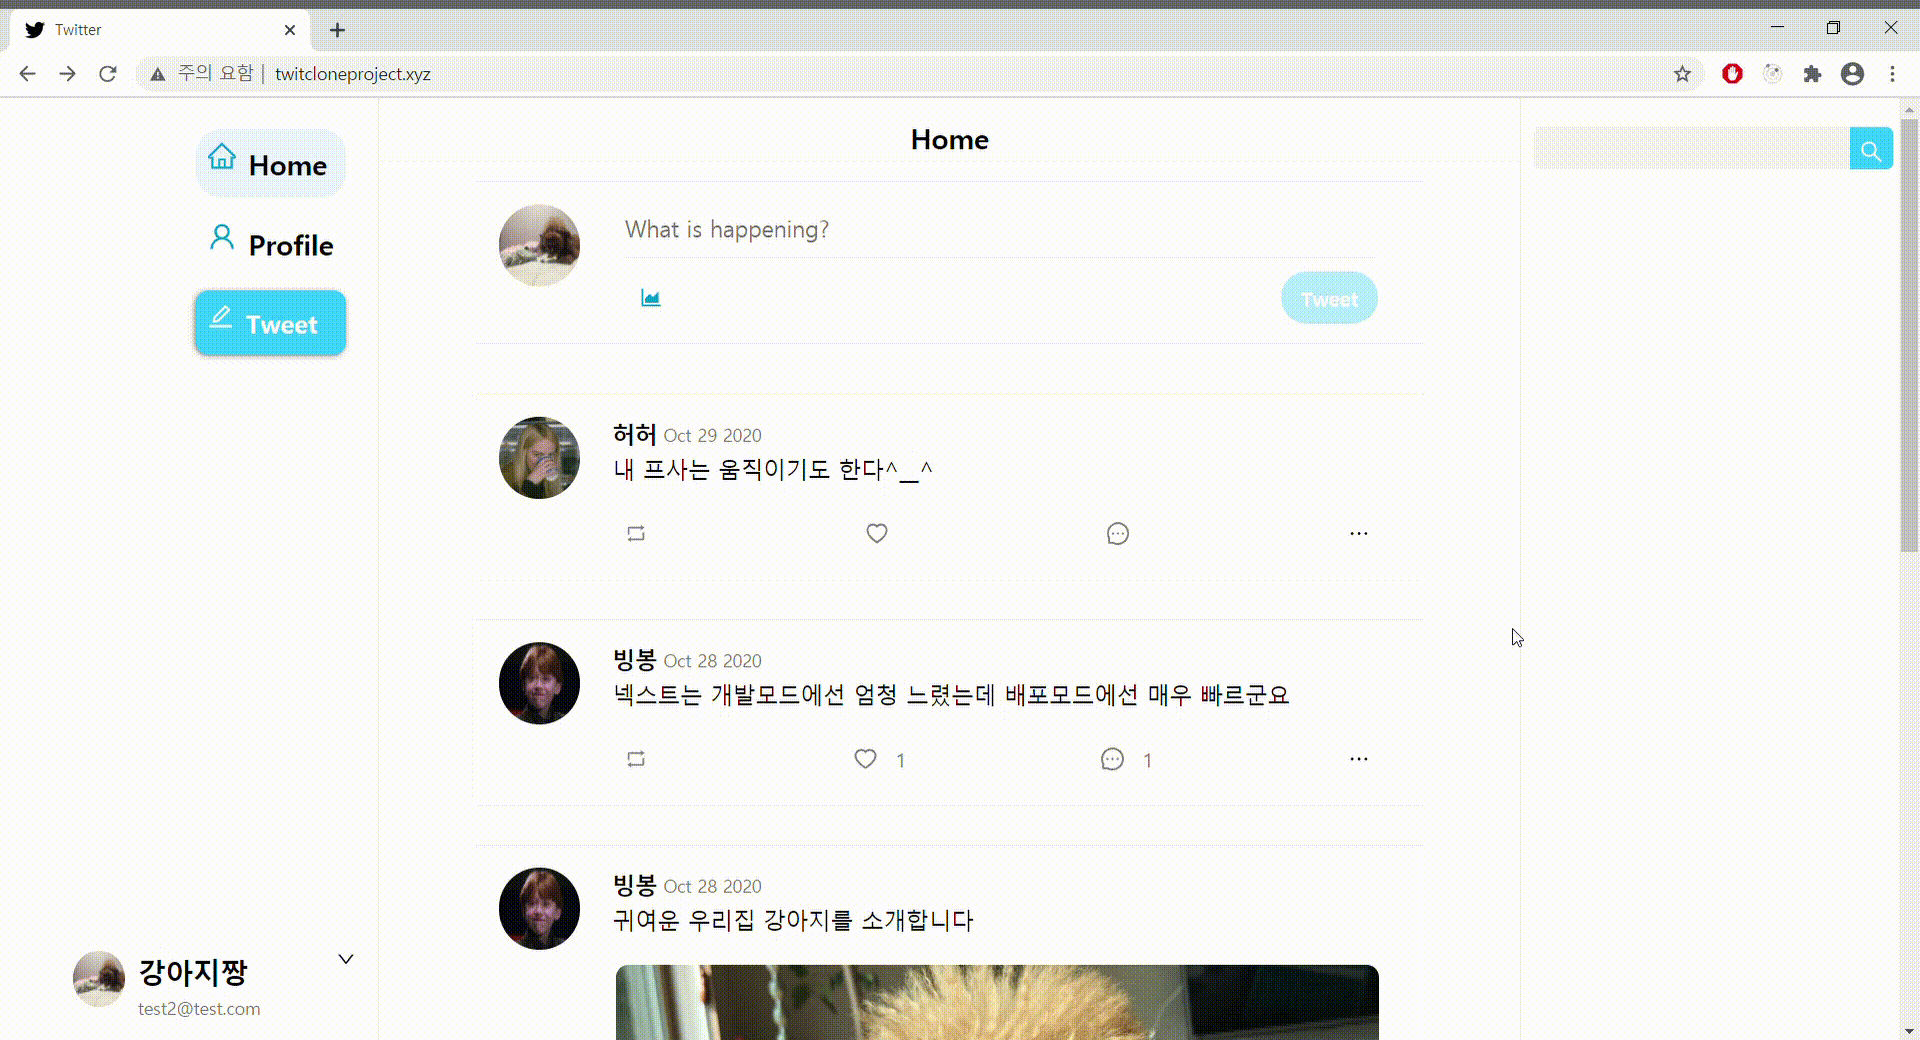 Twitter
주의 요함 | twitcloneproject.xyz
Home
Profile
Tweet
Home
What is happening?
Tweet
허허 Oct 29 2020
내 프사는 움직이기도 한다^__^
빙봉 Oct 28 2020
넥스트는 개발모드에선 엄청 느렸는데 배포모드에선 매우 빠르군요
1
1
빙봉 Oct 28 2020
귀여운 우리집 강아지를 소개합니다
강아지짱
test2@test.com